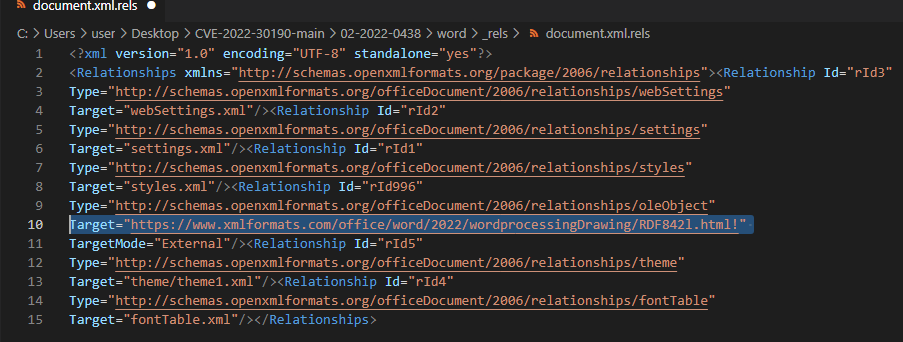 document.xml.rels
C: > Users > user > Desktop > CVE-2022-30190-main > 02-2022-0438 > word > _rels > document.xml.rels
1 <?xml version="1.0" encoding="UTF-8" standalone="yes"?>
2 <Relationships xmlns="http://schemas.openxmlformats.org/package/2006/relationships"><Relationship Id="rId3"
3 Type="http://schemas.openxmlformats.org/officeDocument/2006/relationships/webSettings"
4 Target="webSettings.xml"/><Relationship Id="rId2"
5 Type="http://schemas.openxmlformats.org/officeDocument/2006/relationships/settings"
6 Target="settings.xml"/><Relationship Id="rId1"
7 Type="http://schemas.openxmlformats.org/officeDocument/2006/relationships/styles"
8 Target="styles.xml"/><Relationship Id="rId996"
9 Type="http://schemas.openxmlformats.org/officeDocument/2006/relationships/oleObject"
10 Target="https://www.xmlformats.com/office/word/2022/wordprocessingDrawing/RDF842l.html!"
11 TargetMode="External"/><Relationship Id="rId5"
12 Type="http://schemas.openxmlformats.org/officeDocument/2006/relationships/theme"
13 Target="theme/theme1.xml"/><Relationship Id="rId4"
14 Type="http://schemas.openxmlformats.org/officeDocument/2006/relationships/fontTable"
15 Target="fontTable.xml"/></Relationships>